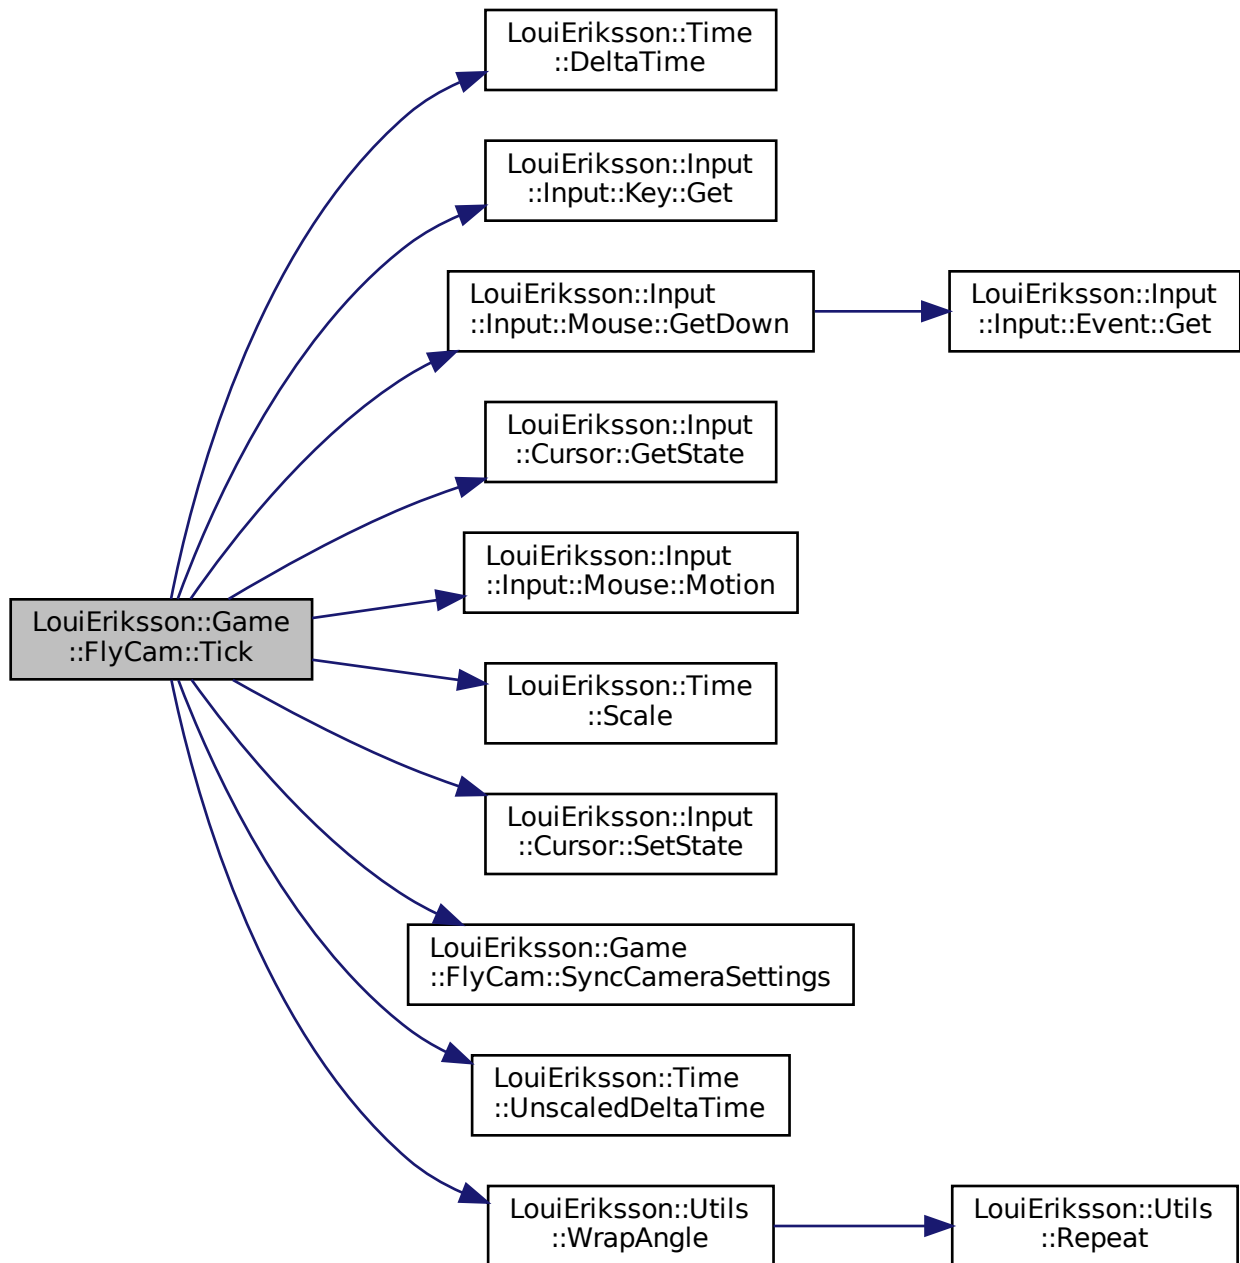 LouiEriksson::Time
::DeltaTime
LouiEriksson::Input
::Input::Key::Get
LouiEriksson::Input
::Input::Mouse::GetDown
LouiEriksson::Input
::Input::Event::Get
LouiEriksson::Input
::Cursor::GetState
LouiEriksson::Input
::Input::Mouse::Motion
LouiEriksson::Game
::FlyCam::Tick
LouiEriksson::Time
::Scale
LouiEriksson::Input
::Cursor::SetState
LouiEriksson::Game
::FlyCam::SyncCameraSettings
LouiEriksson::Time
::UnscaledDeltaTime
LouiEriksson::Utils
::WrapAngle
LouiEriksson::Utils
::Repeat